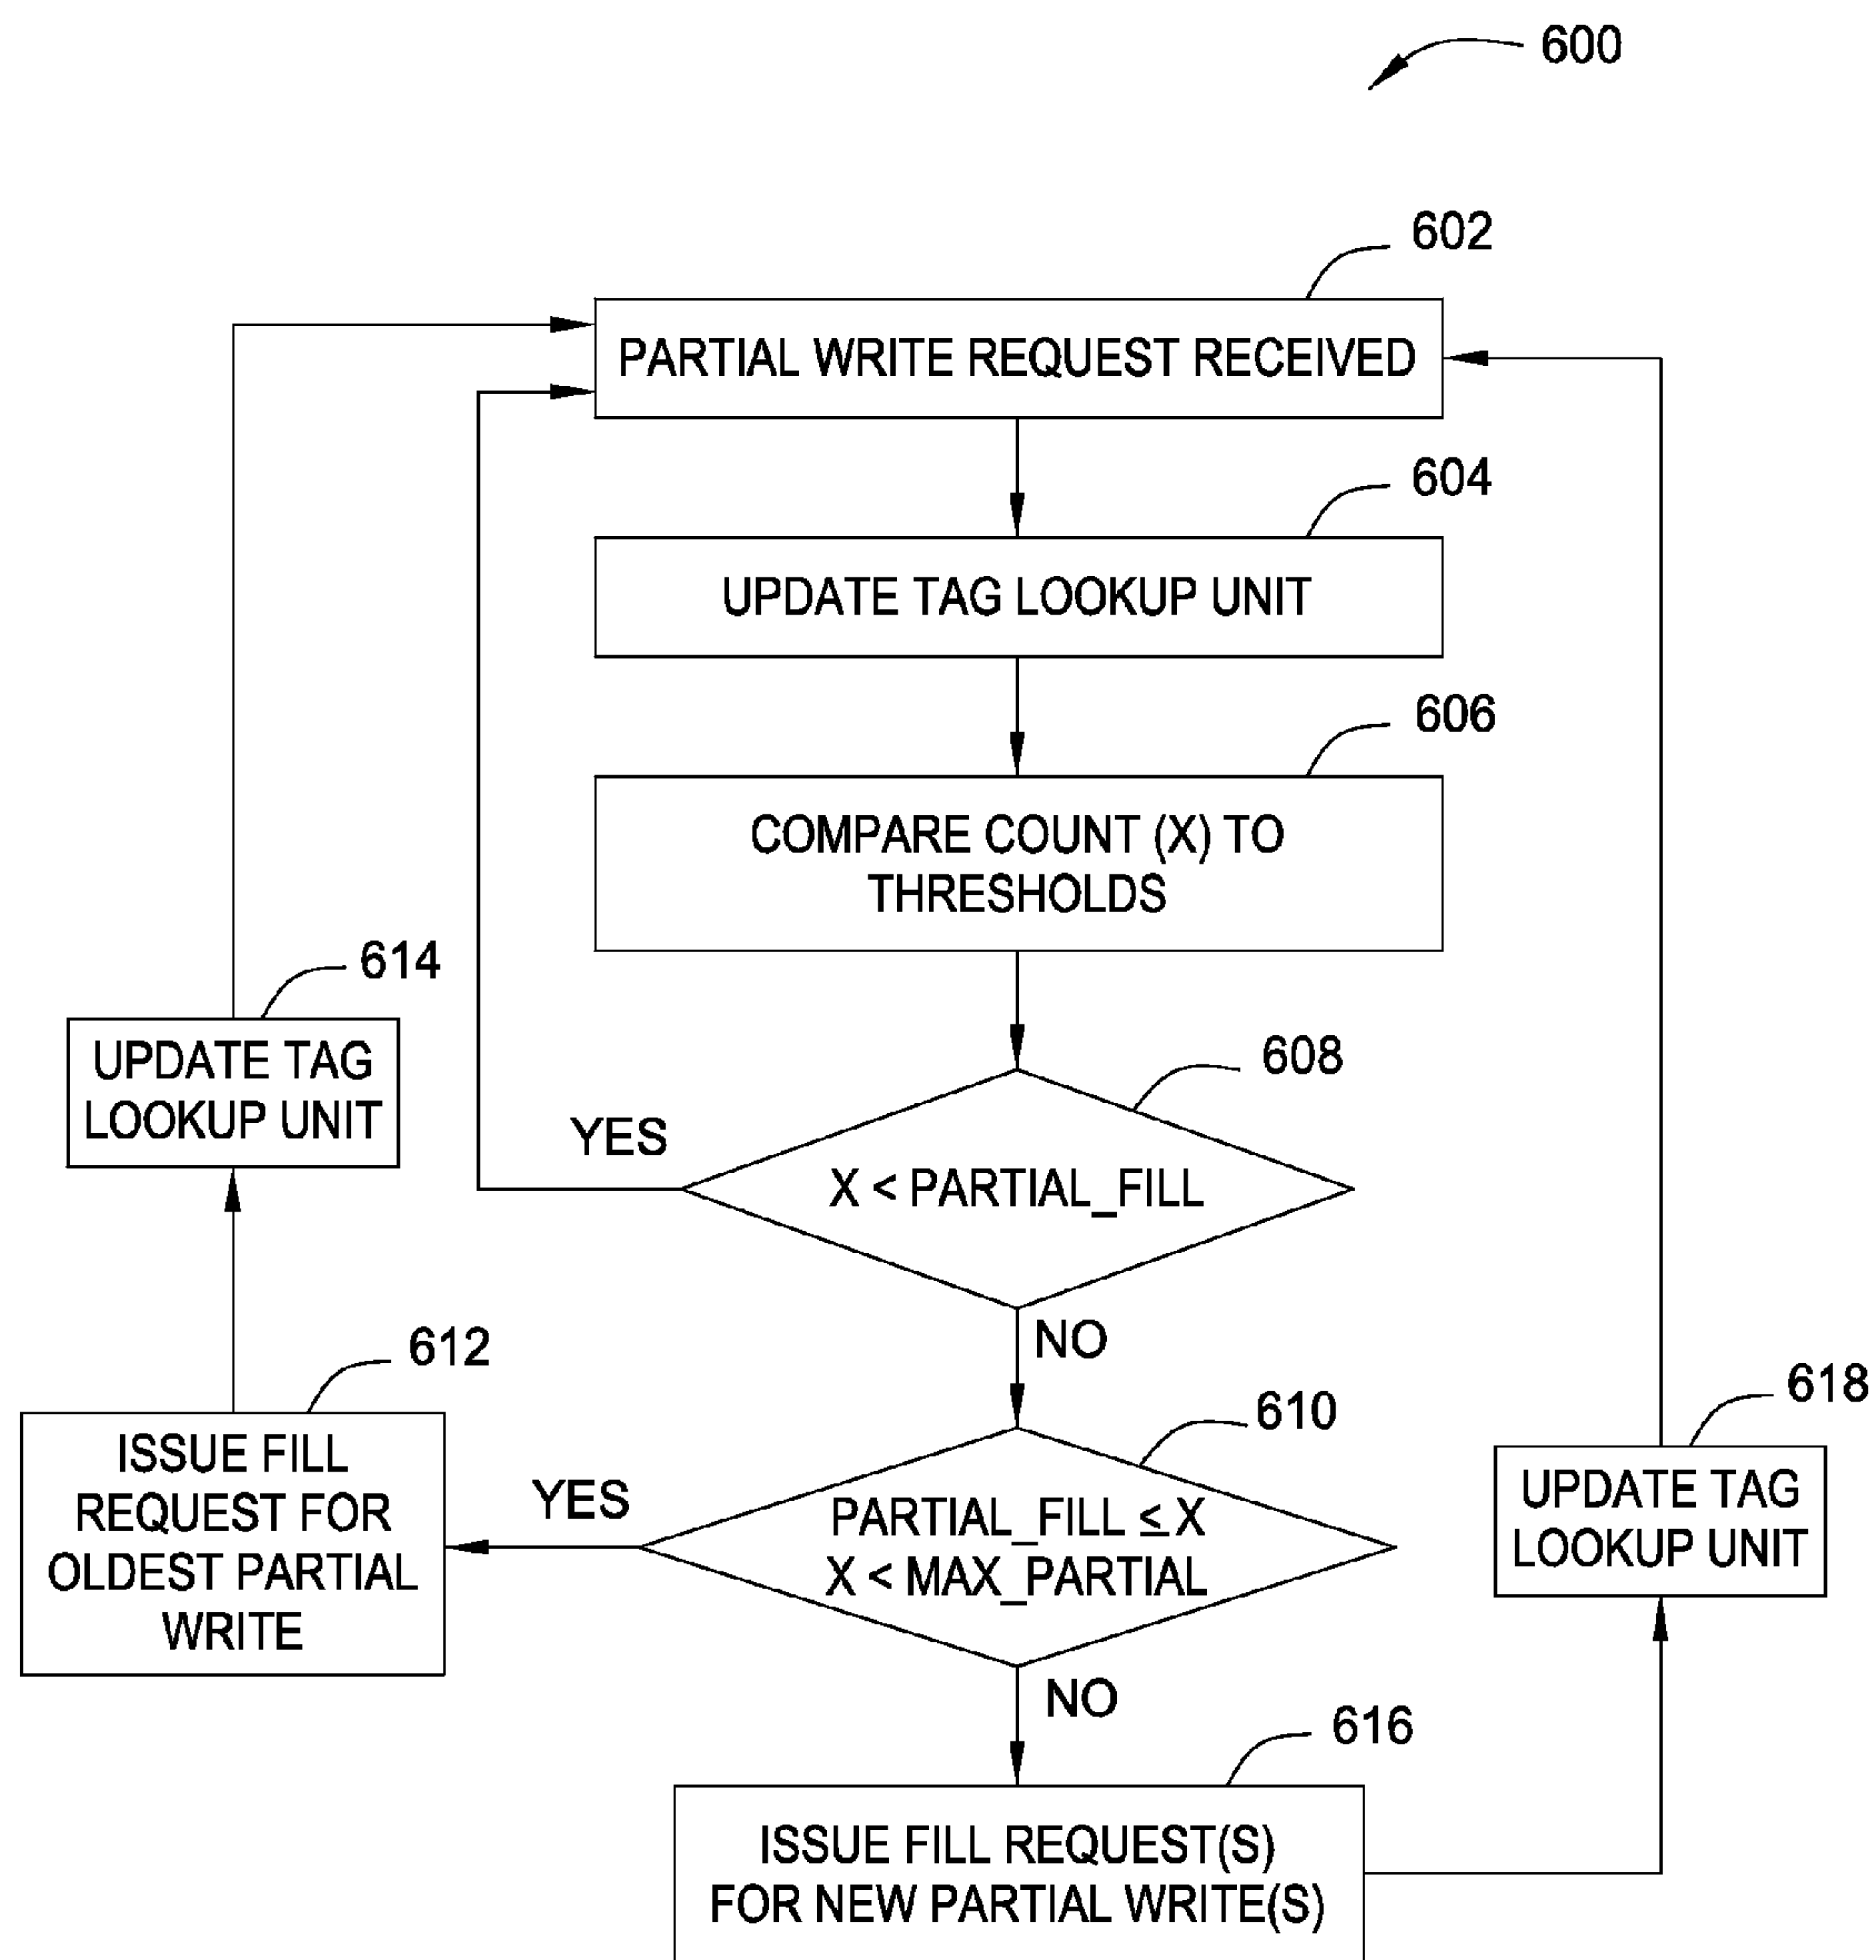 600
602
PARTIAL WRITE REQUEST RECEIVED
604
UPDATE TAG LOOKUP UNIT
606
COMPARE COUNT (X) TO
THRESHOLDS
614
UPDATE TAG
LOOKUP UNIT
608
YES
X < PARTIAL_FILL
NO
612
ISSUE FILL
REQUEST FOR
OLDEST PARTIAL
WRITE
610
YES
PARTIAL_FILL ≤ X
X < MAX_PARTIAL
NO
618
UPDATE TAG
LOOKUP UNIT
616
ISSUE FILL REQUEST(S)
FOR NEW PARTIAL WRITE(S)